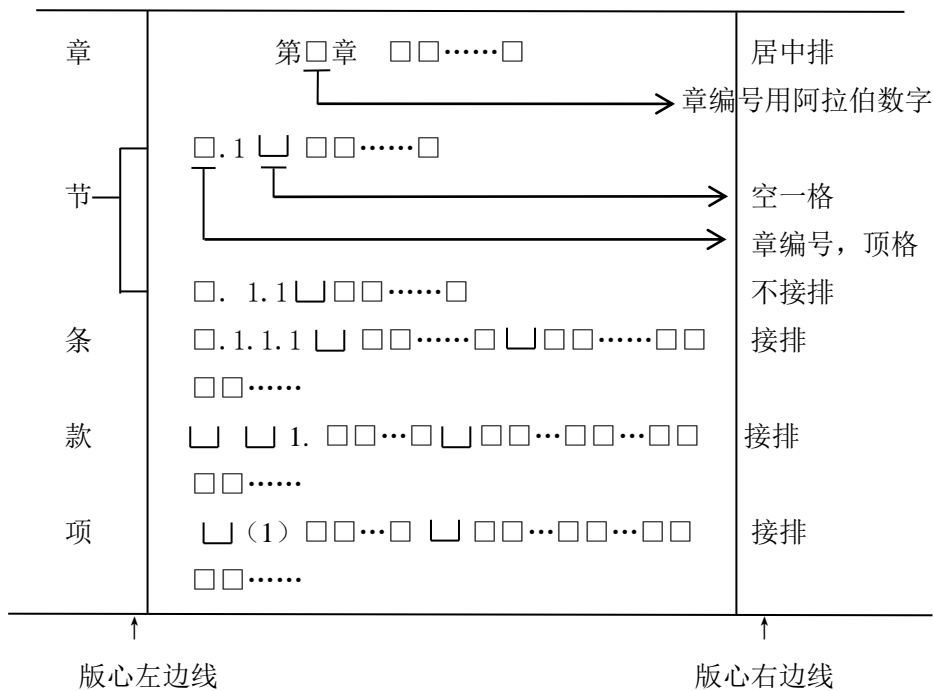 章 第□章 □□……□ 居中排
章编号用阿拉伯数字
□.1 □□……□
节 空一格
章编号，顶格
□. 1.1 □□……□ 不接排
条 □.1.1.1 □□……□ □□……□□ 接排
□□……
款 1. □□…□ □□…□□…□□ 接排
□□……
项 （1）□□…□ □□…□□…□□ 接排
□□……
版心左边线 版心右边线